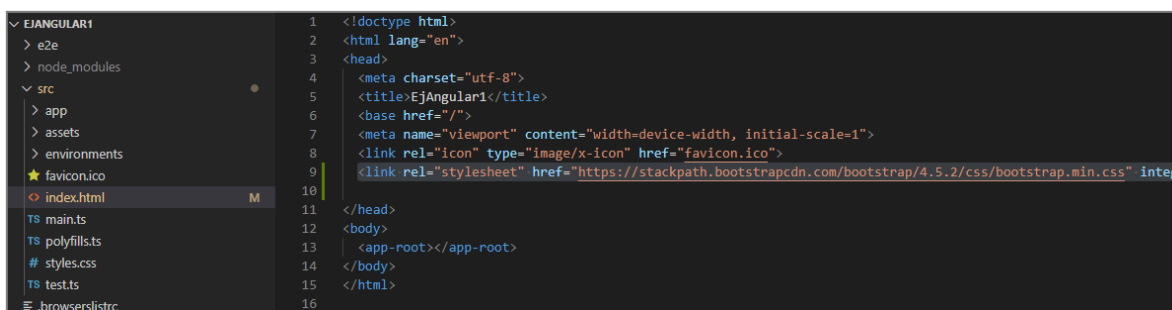 EJANGULAR1
e2e
node_modules
src
app
assets
environments
favicon.ico
index.html M
TS main.ts
TS polyfills.ts
# styles.css
TS test.ts
.browserslistrc
1 <!doctype html>
2 <html lang="en">
3 <head>
4 <meta charset="utf-8">
5 <title>EjAngular1</title>
6 <base href="/">
7 <meta name="viewport" content="width=device-width, initial-scale=1">
8 <link rel="icon" type="image/x-icon" href="favicon.ico">
9 <link rel="stylesheet" href="https://stackpath.bootstrapcdn.com/bootstrap/4.5.2/css/bootstrap.min.css" integ
10
11 </head>
12 <body>
13 <app-root></app-root>
14 </body>
15 </html>
16